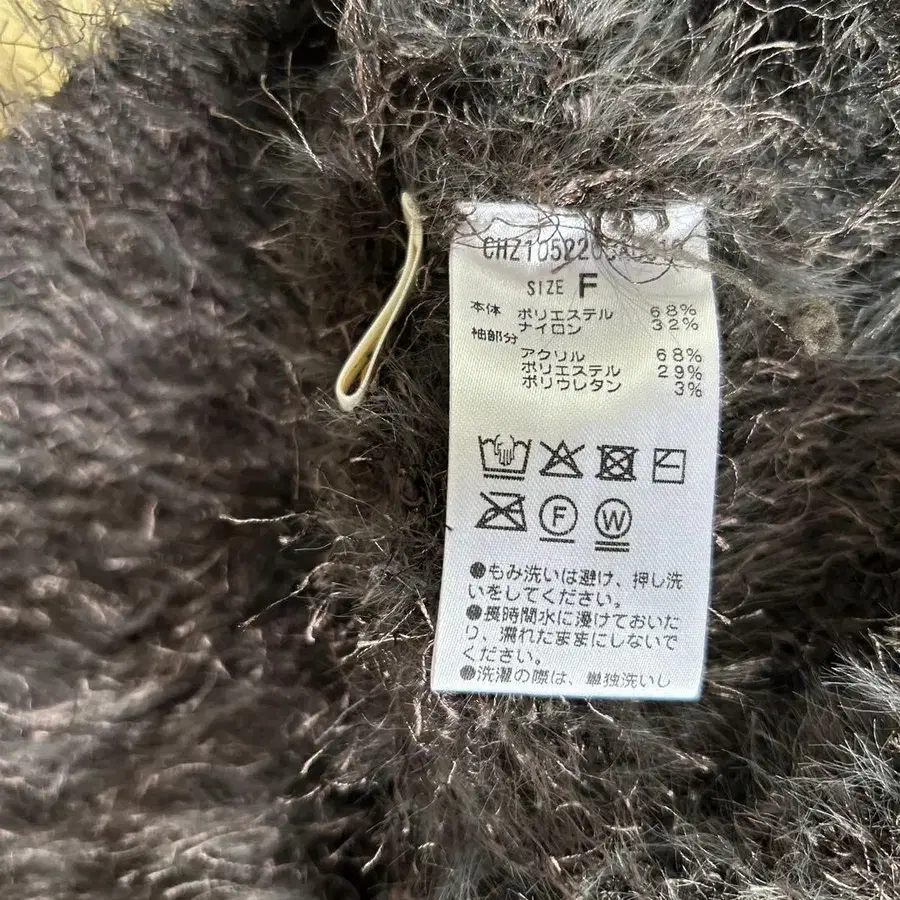 SIZE F
本体 ポリエステル 68%
ナイロン 32%
袖部分
アクリル 68%
ポリエステル 29%
ポリウレタン 3%
F W
●もみ洗いは避け、押し洗
いをしてください。
●長時間水に浸けておいた
り、濡れたままにしないで
ください。
●洗濯の際は、単独洗いし